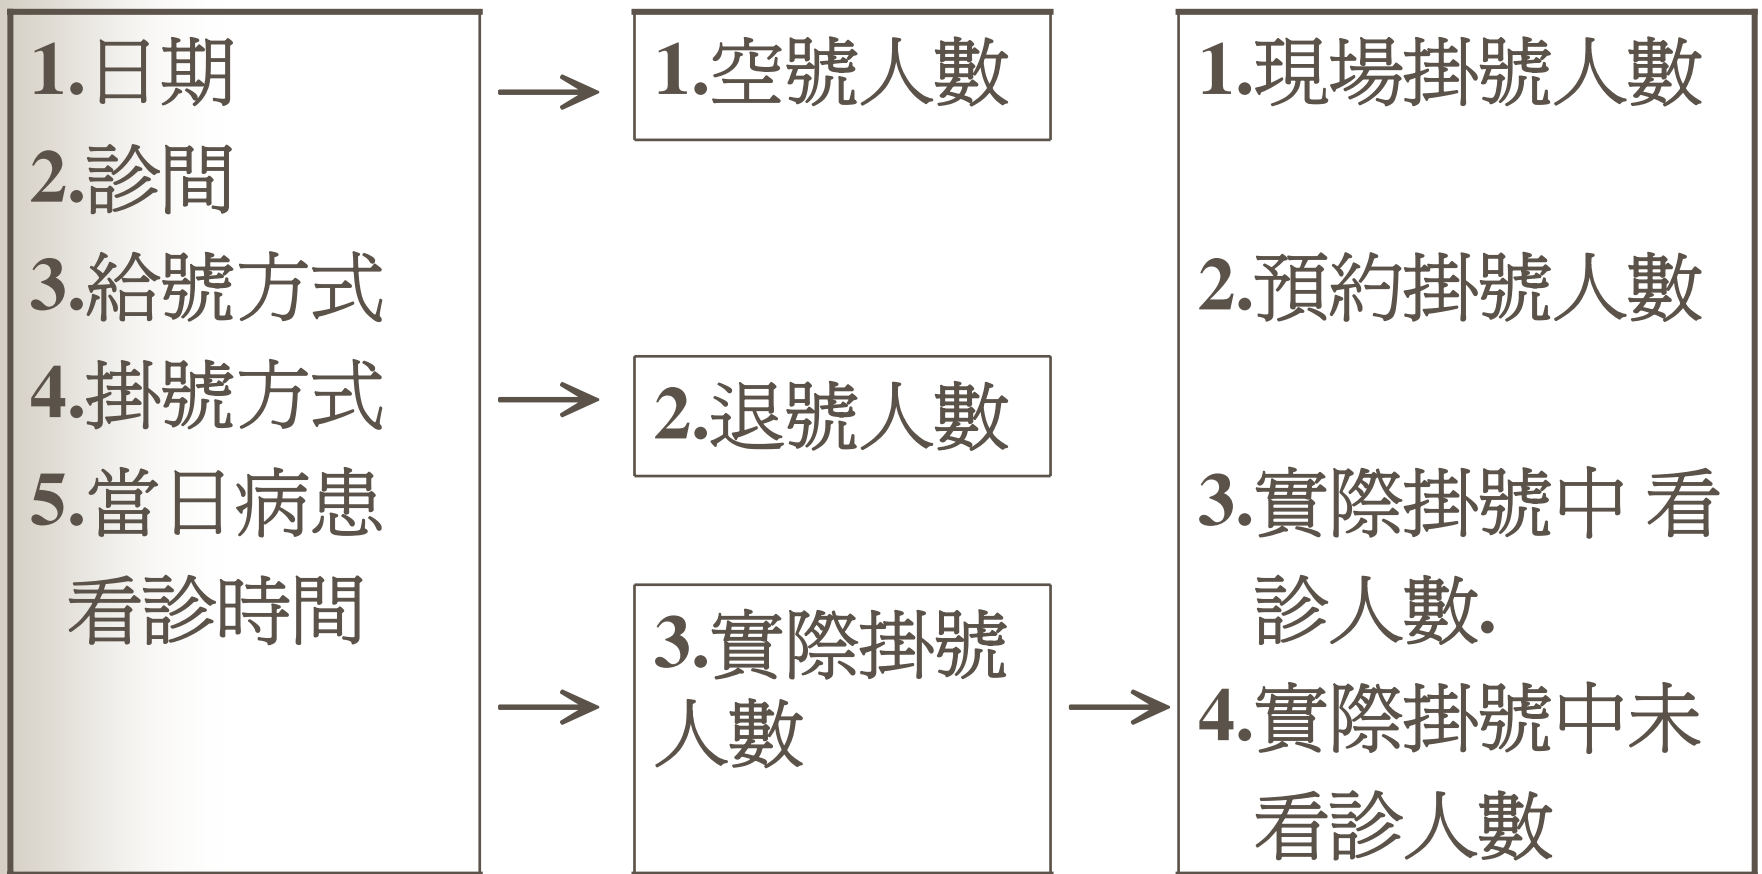 1.日期
2.診間
3.給號方式
4.掛號方式
5.當日病患
看診時間
1.空號人數
2.退號人數
3.實際掛號
人數
1.現場掛號人數
2.預約掛號人數
3.實際掛號中 看
診人數.
4.實際掛號中未
看診人數